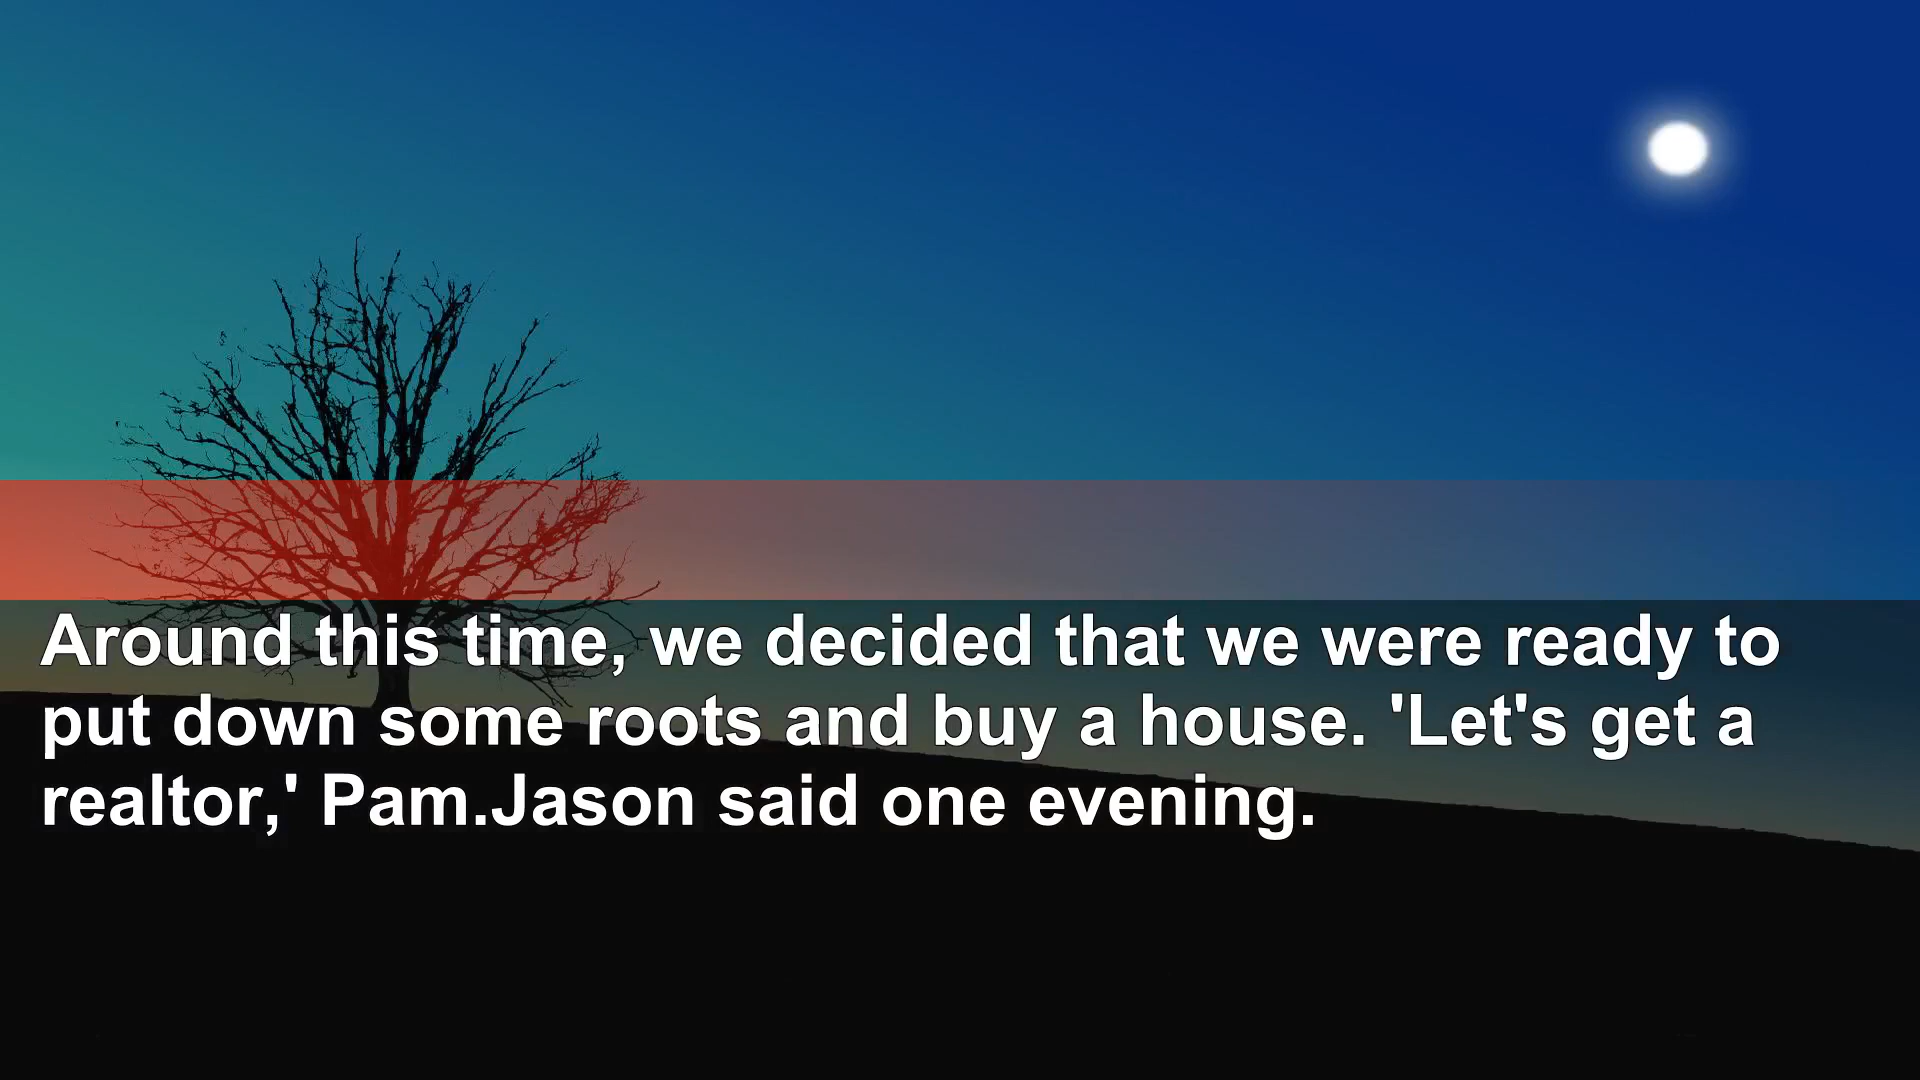 Around this time, we decided that we were ready to
put down some roots and buy a house. 'Let's get a
realtor,' Pam.Jason said one evening.